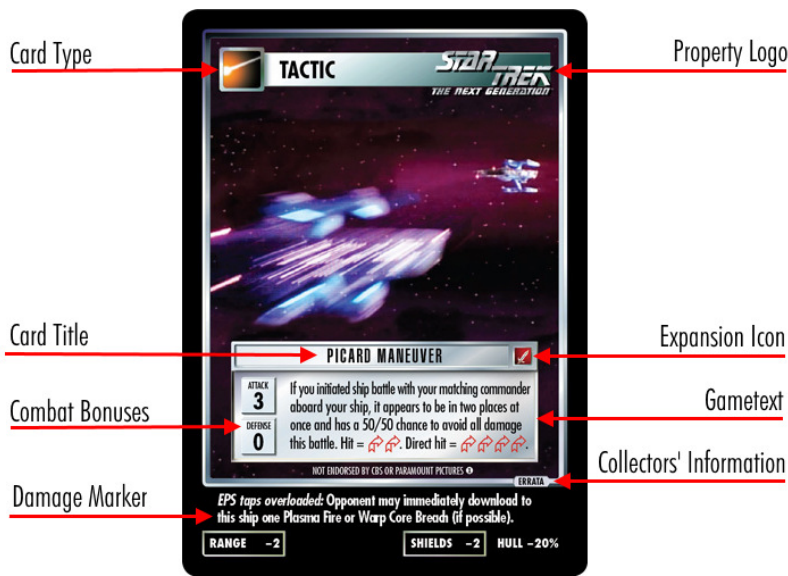 Card Type
Property Logo
TACTIC
STAR TREK
THE NEXT GENERATION
Card Title
Expansion Icon
PICARD MANEUVER
Gametext
Combat Bonuses
ATTACK
3
DEFENSE
0
If you initiated ship battle with your matching commander
aboard your ship, it appears to be in two places at
once and has a 50/50 chance to avoid all damage
this battle. Hit = . Direct hit = .
Collectors' Information
NOT ENDORSED BY CBS OR PARAMOUNT PICTURES
ERRATA
Damage Marker
EPS taps overloaded: Opponent may immediately download to
this ship one Plasma Fire or Warp Core Breach (if possible).
RANGE -2
SHIELDS -2
HULL -20%